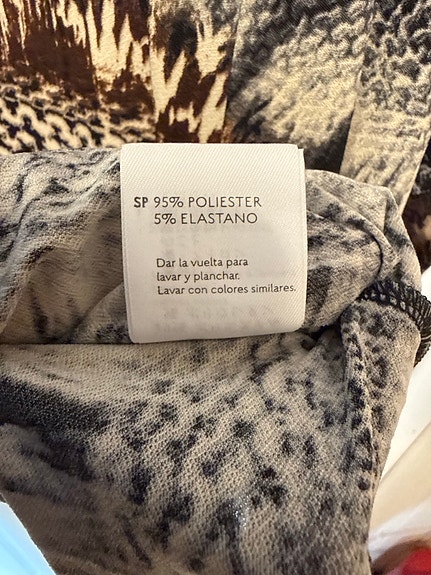 SP 95% POLIESTER
5% ELASTANO
Dar la vuelta para
lavar y planchar.
Lavar con colores similares.